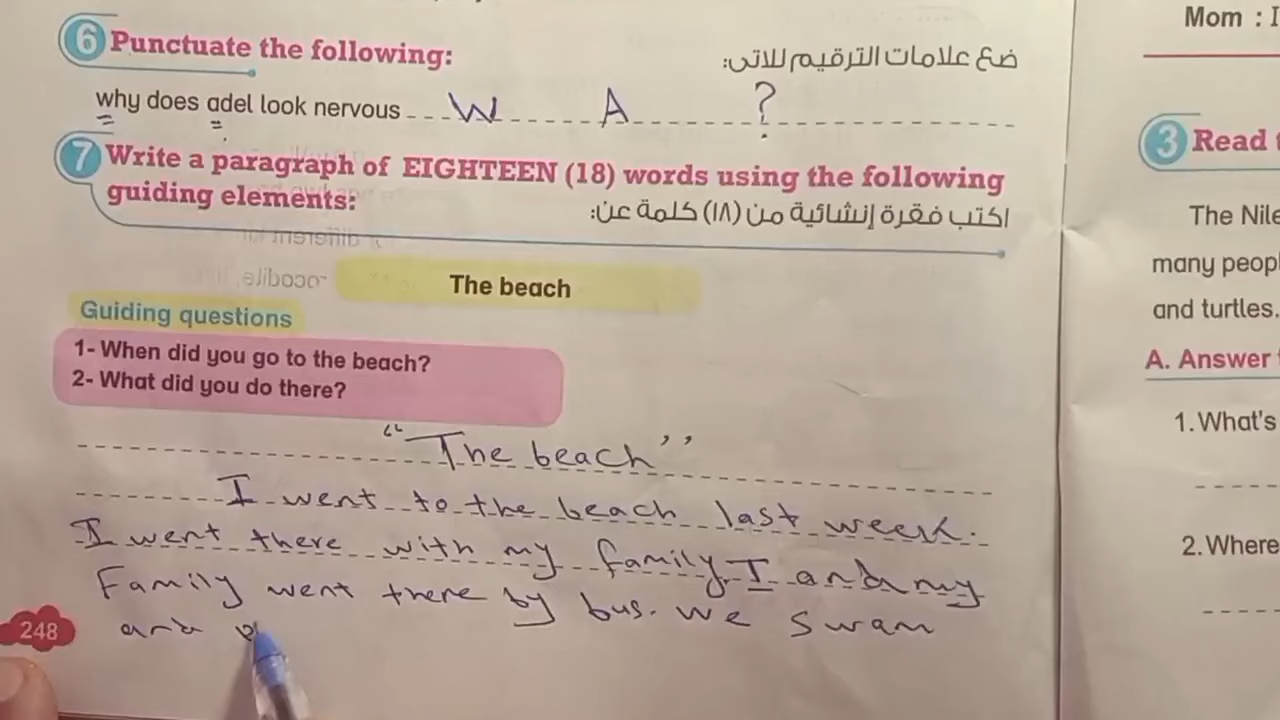 6 Punctuate the following:
ضع علامات الترقيم للآتى:
why does adel look nervous W A ?
7 Write a paragraph of EIGHTEEN (18) words using the following
guiding elements:
اكتب فقرة إنشائية من (١٨) كلمة عن:
The beach
Guiding questions
1- When did you go to the beach?
2- What did you do there?
“The beach”
I went to the beach last week.
I went there with my family. I and my
Family went there by bus. we swam
and
248
Mom : I
3 Read
The Nile
many peop
and turtles.
A. Answer
1. What's
2. Where